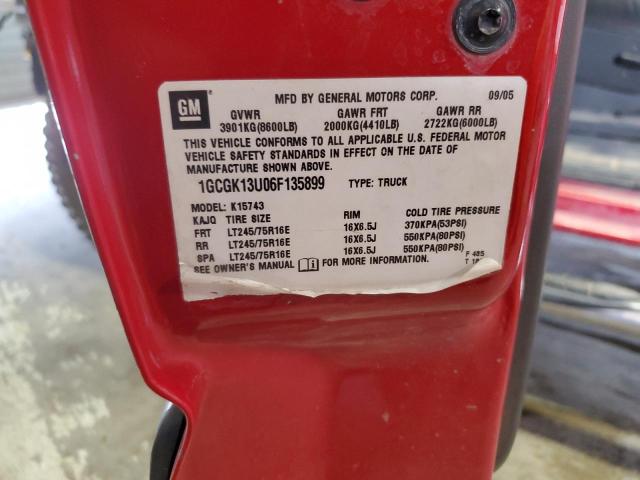 GM
MFD BY GENERAL MOTORS CORP. 09/05
GVWR GAWR FRT GAWR RR
3901KG(8600LB) 2000KG(4410LB) 2722KG(6000LB)
THIS VEHICLE CONFORMS TO ALL APPLICABLE U.S. FEDERAL MOTOR
VEHICLE SAFETY STANDARDS IN EFFECT ON THE DATE OF
MANUFACTURE SHOWN ABOVE.
1GCGK13U06F135899 TYPE: TRUCK
MODEL: K15743
KAJQ TIRE SIZE RIM COLD TIRE PRESSURE
FRT LT245/75R16E 16X6.5J 370KPA(53PSI)
RR LT245/75R16E 16X6.5J 550KPA(80PSI)
SPA LT245/75R16E 16X6.5J 550KPA(80PSI)
SEE OWNER'S MANUAL FOR MORE INFORMATION.
F 485
T